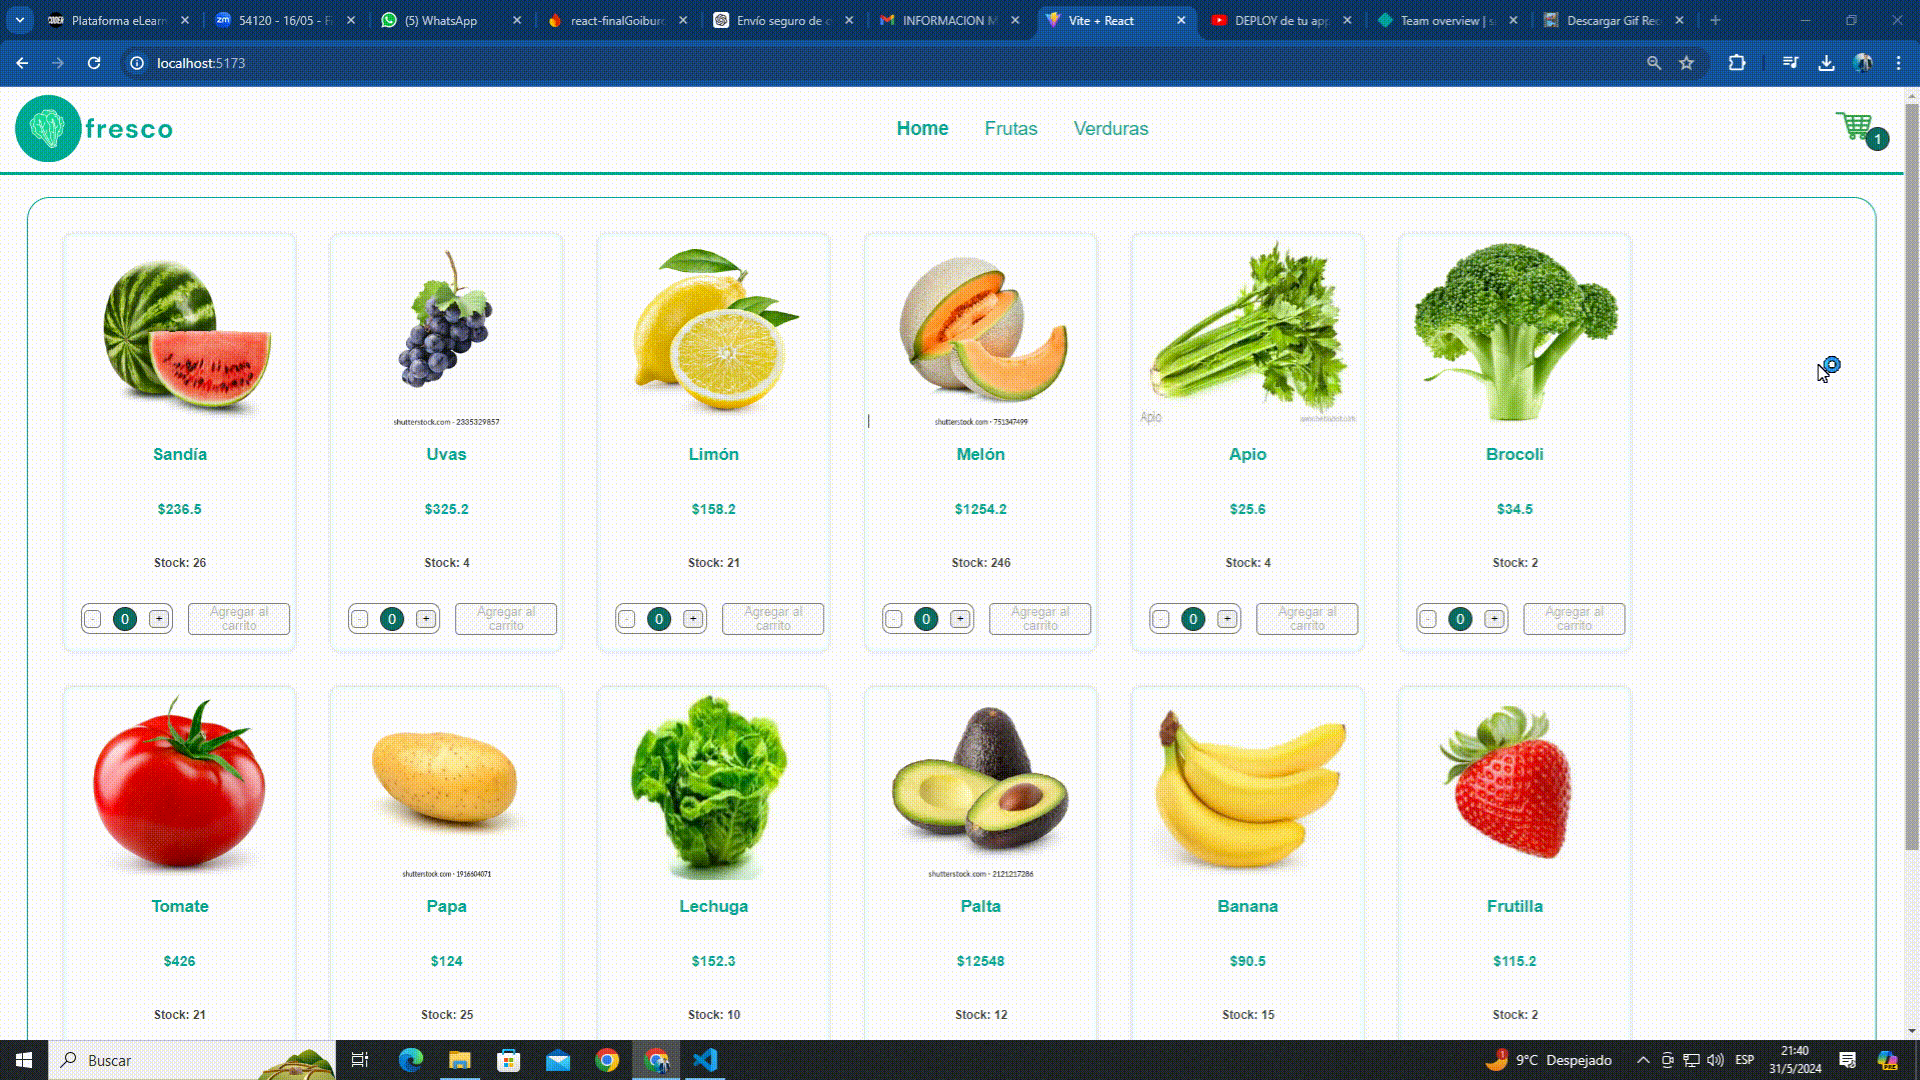 Plataforma eLearn
54120 - 16/05 - Fi
(5) WhatsApp
react-finalGoibur
Envío seguro de c
INFORMACION M
Vite + React
DEPLOY de tu app
Team overview | s
Descargar Gif Rec
localhost:5173
fresco
Home
Frutas
Verduras
1
shutterstock.com · 2335329857
shutterstock.com · 751347499
Apio
Sandía
Uvas
Limón
Melón
Apio
Brocoli
$236.5
$325.2
$158.2
$1254.2
$25.6
$34.5
Stock: 26
Stock: 4
Stock: 21
Stock: 246
Stock: 4
Stock: 2
- 0 + Agregar al
carrito
- 0 + Agregar al
carrito
- 0 + Agregar al
carrito
- 0 + Agregar al
carrito
- 0 + Agregar al
carrito
- 0 + Agregar al
carrito
shutterstock.com · 1916604071
shutterstock.com · 2121217286
Tomate
Papa
Lechuga
Palta
Banana
Frutilla
$426
$124
$152.3
$12548
$90.5
$115.2
Stock: 21
Stock: 25
Stock: 10
Stock: 12
Stock: 15
Stock: 2
Buscar
1
9°C Despejado
ESP
21:40
31/5/2024
PRE